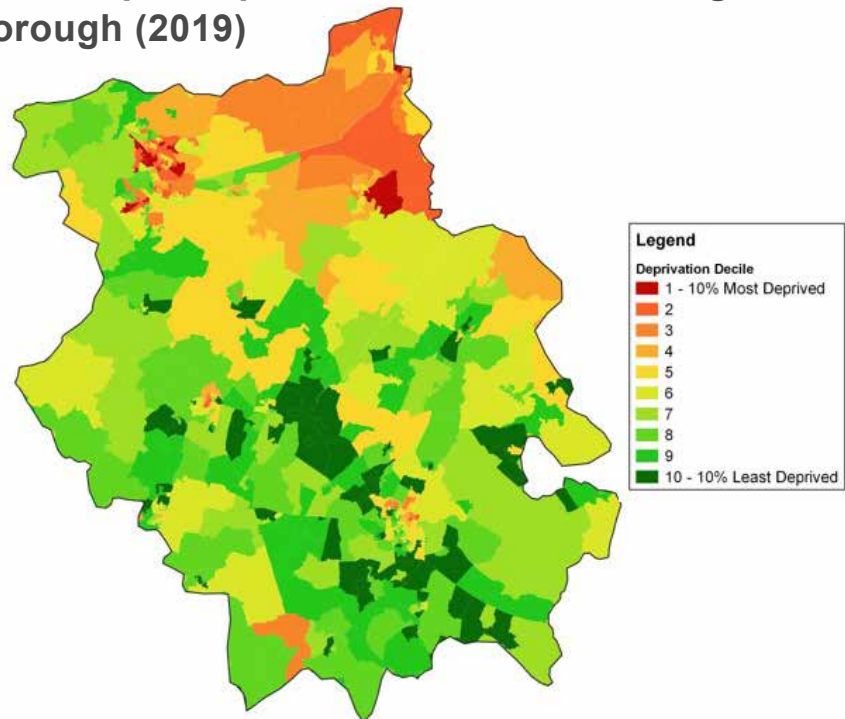 orough (2019)
Legend
Deprivation Decile
1 - 10% Most Deprived
2
3
4
5
6
7
8
9
10 - 10% Least Deprived